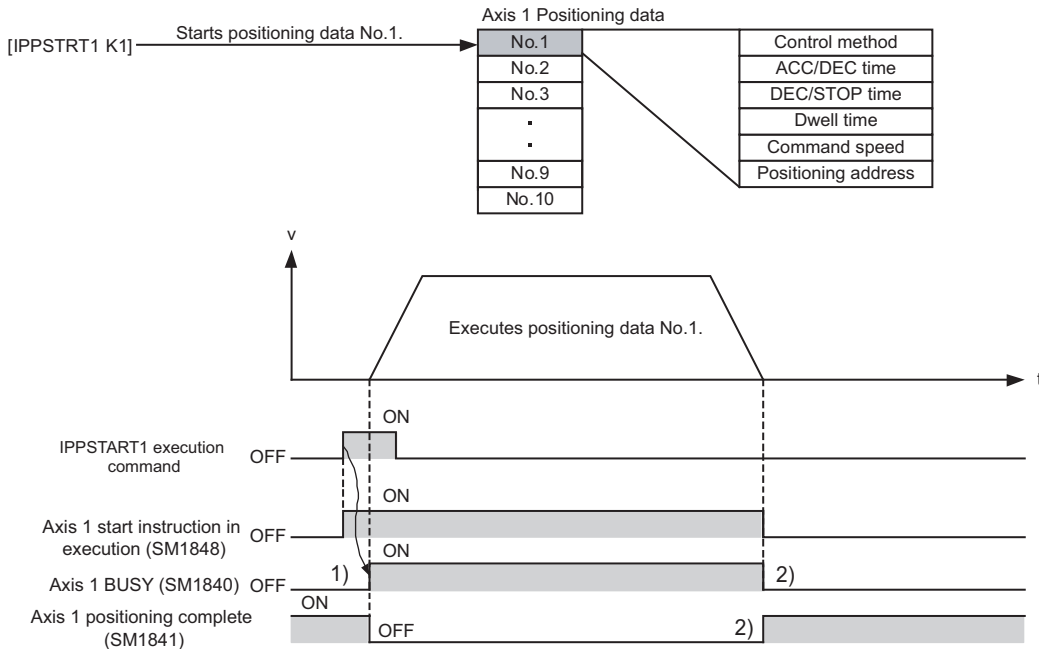 Axis 1 Positioning data
[IPPSTRT1 K1]
Starts positioning data No.1.
No.1
No.2
No.3
.
.
No.9
No.10
Control method
ACC/DEC time
DEC/STOP time
Dwell time
Command speed
Positioning address
v
Executes positioning data No.1.
t
ON
IPPSTART1 execution
command
OFF
ON
Axis 1 start instruction in
execution (SM1848)
OFF
ON
Axis 1 BUSY (SM1840)
OFF
1)
2)
ON
Axis 1 positioning complete
(SM1841)
OFF
2)